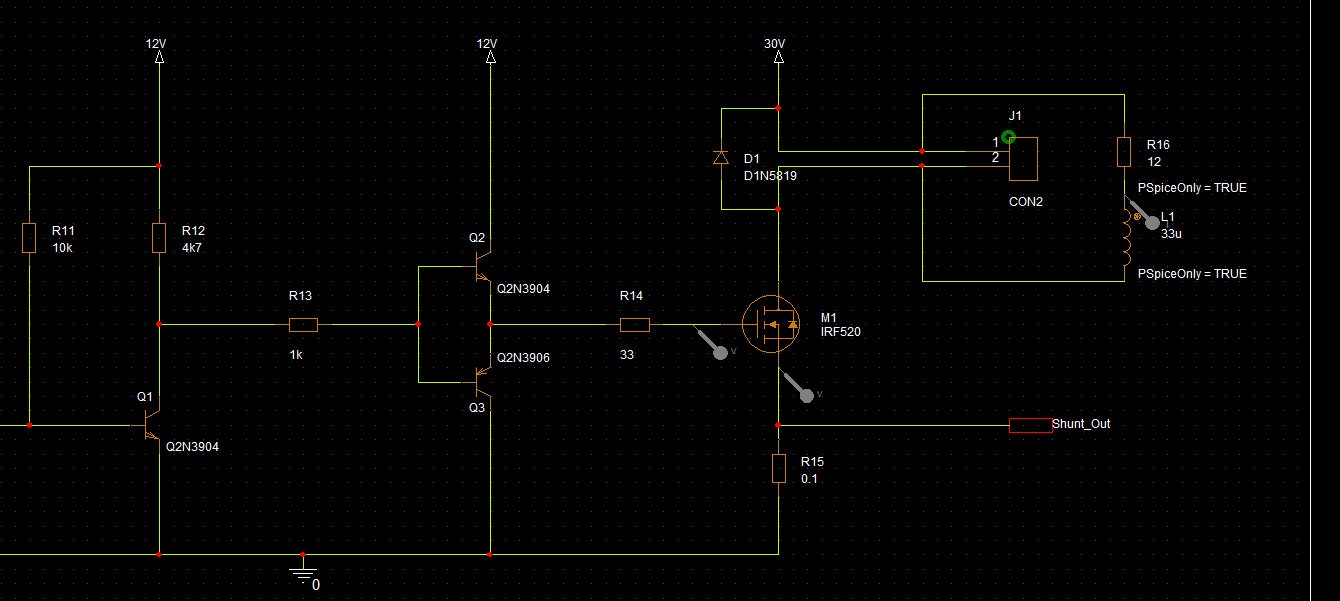 12V
12V
30V
J1
1
2
CON2
R16
12
PSpiceOnly = TRUE
L1
33u
PSpiceOnly = TRUE
D1
D1N5819
R11
10k
R12
4k7
Q2
Q2N3904
R13
1k
R14
33
M1
IRF520
V
V
Q2N3906
Q3
Q1
Q2N3904
Shunt_Out
R15
0.1
0